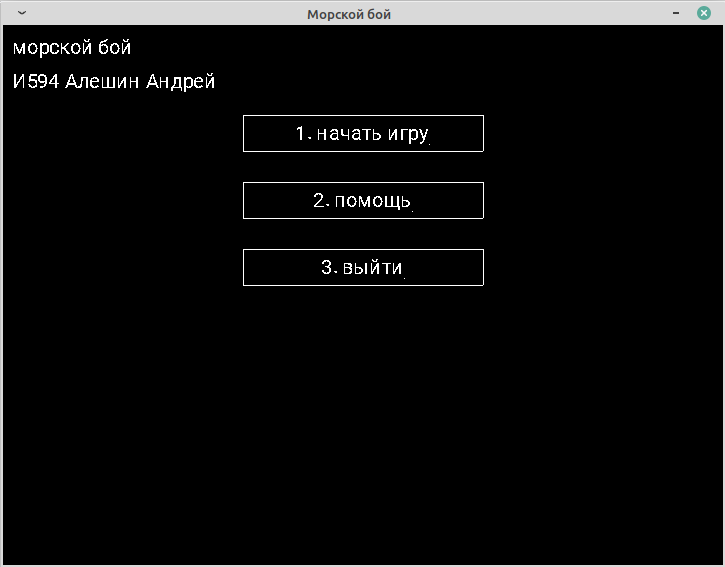 Морской бой
морской бой
И594 Алешин Андрей
1. начать игру
2. помощь
3. выйти